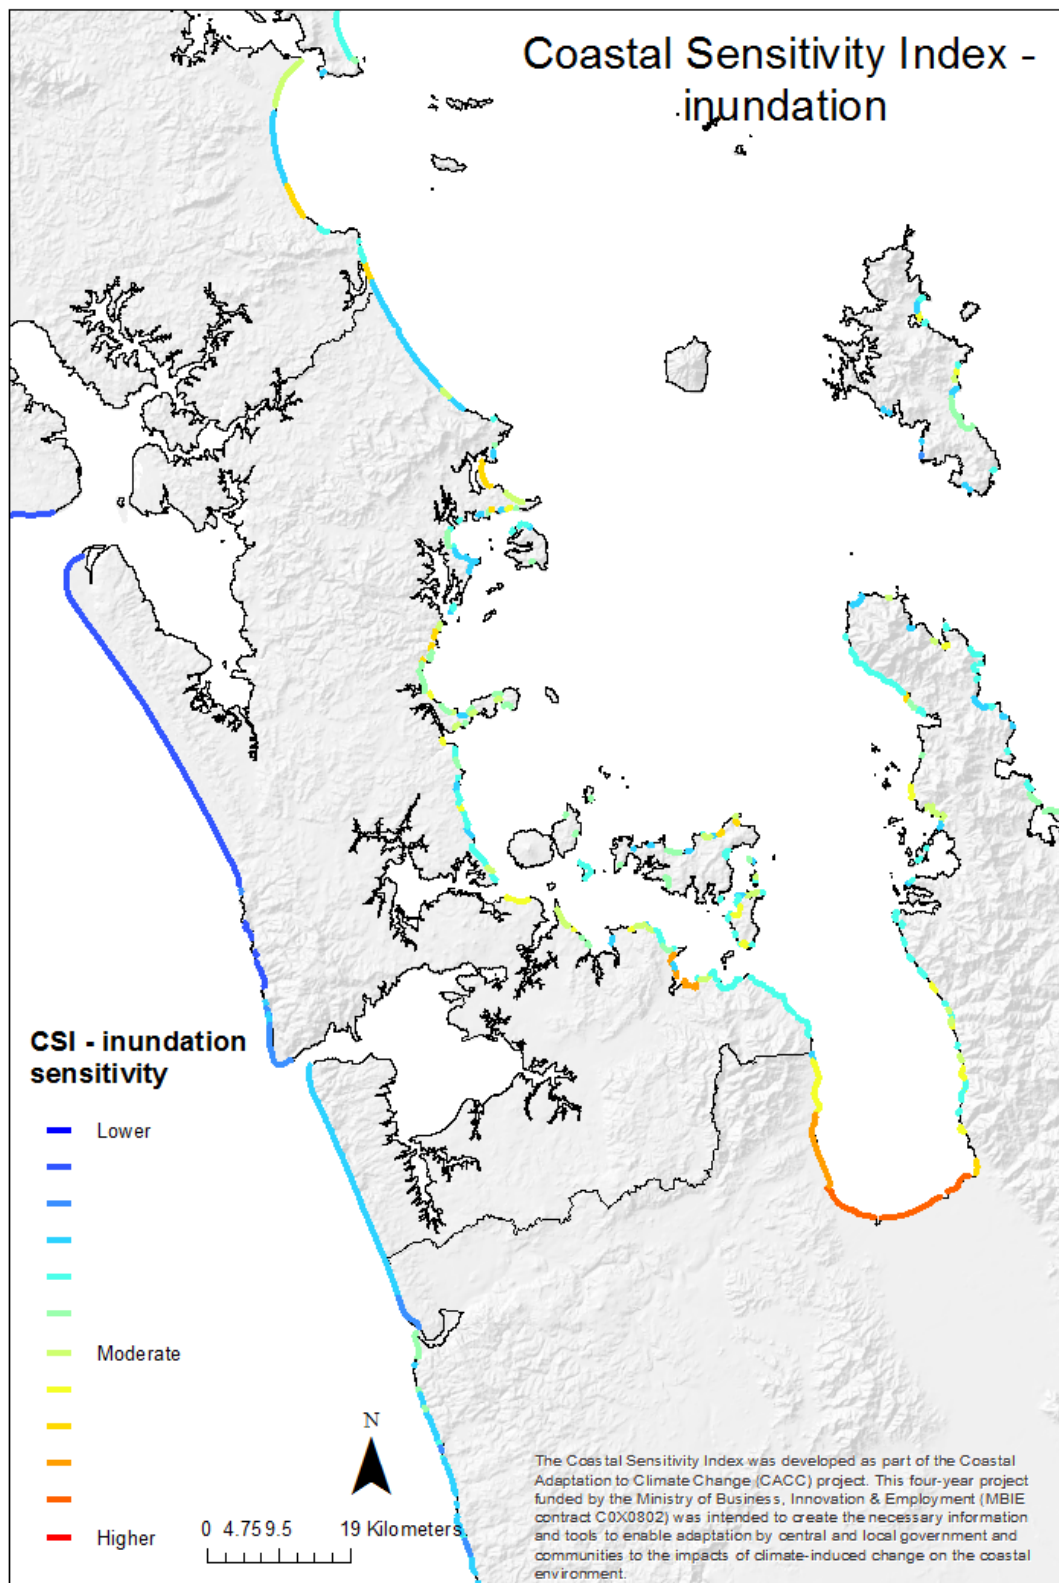 Coastal Sensitivity Index -
inundation
CSI - inundation
sensitivity
Lower
Moderate
Higher
N
0 4.759.5 19 Kilometers
The Coastal Sensitivity Index was developed as part of the Coastal
Adaptation to Climate Change (CACC) project. This four-year project
funded by the Ministry of Business, Innovation & Employment (MBIE
contract C0X0802) was intended to create the necessary information
and tools to enable adaptation by central and local government and
communities to the impacts of climate-induced change on the coastal
environment.